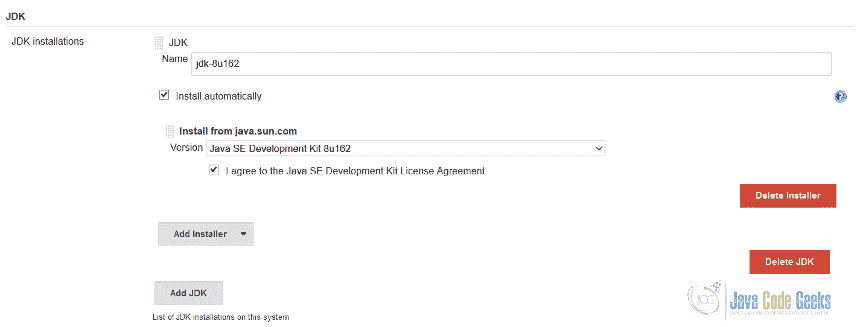 JDK
JDK installations
JDK
Name
jdk-8u162
Install automatically
Install from java.sun.com
Version
Java SE Development Kit 8u162
I agree to the Java SE Development Kit License Agreement
Delete Installer
Add Installer
Delete JDK
Add JDK
List of JDK installations on this system
Java Code Geeks